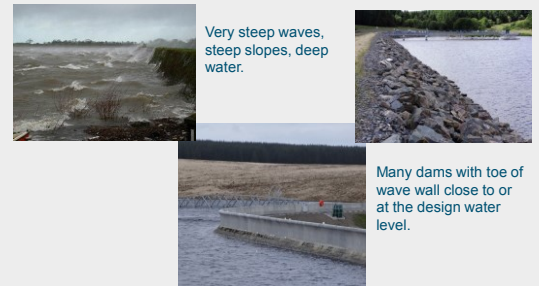 Very steep waves,
steep slopes, deep
water.
Many dams with toe of
wave wall close to or
at the design water
level.